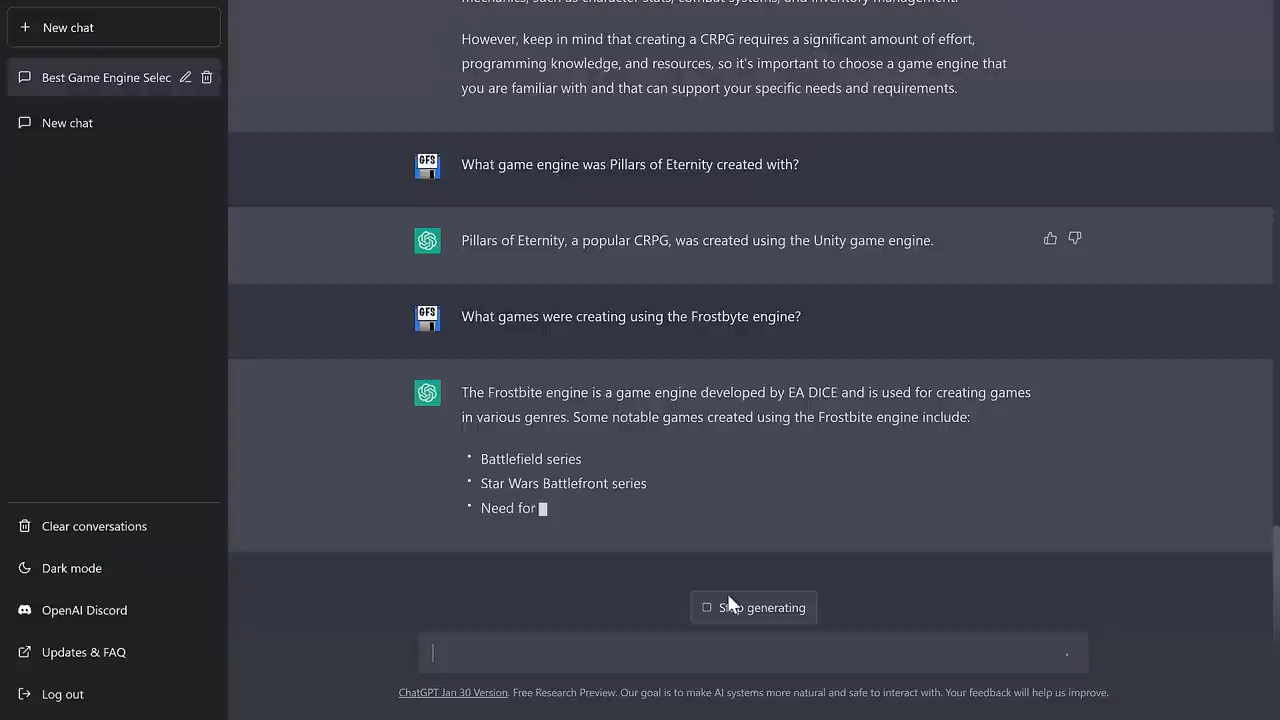 New chat
Best Game Engine Selec
New chat
Clear conversations
Dark mode
OpenAI Discord
Updates & FAQ
Log out
mechanics, such as character stats, combat systems, and inventory management.
However, keep in mind that creating a CRPG requires a significant amount of effort,
programming knowledge, and resources, so it's important to choose a game engine that
you are familiar with and that can support your specific needs and requirements.
GFS
What game engine was Pillars of Eternity created with?
Pillars of Eternity, a popular CRPG, was created using the Unity game engine.
GFS
What games were creating using the Frostbyte engine?
The Frostbite engine is a game engine developed by EA DICE and is used for creating games
in various genres. Some notable games created using the Frostbite engine include:
• Battlefield series
• Star Wars Battlefront series
• Need for
Stop generating
ChatGPT Jan 30 Version. Free Research Preview. Our goal is to make AI systems more natural and safe to interact with. Your feedback will help us improve.